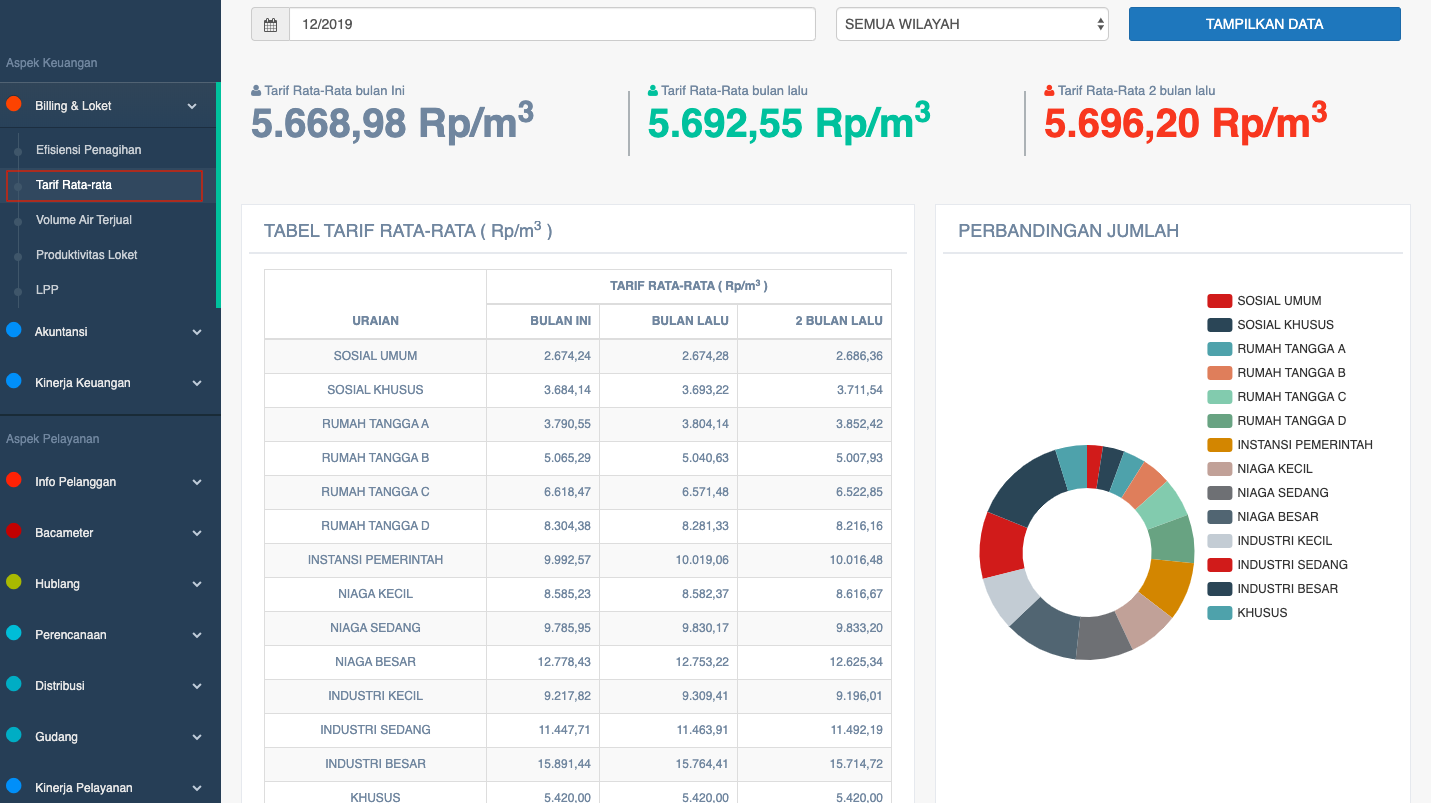 Aspek Keuangan
Billing & Loket
Efisiensi Penagihan
Tarif Rata-rata
Volume Air Terjual
Produktivitas Loket
LPP
Akuntansi
Kinerja Keuangan
Aspek Pelayanan
Info Pelanggan
Bacameter
Hublang
Perencanaan
Distribusi
Gudang
Kinerja Pelayanan
12/2019 SEMUA WILAYAH TAMPILKAN DATA
Tarif Rata-Rata bulan Ini
5.668,98 Rp/m³
Tarif Rata-Rata bulan lalu
5.692,55 Rp/m³
Tarif Rata-Rata 2 bulan lalu
5.696,20 Rp/m³
TABEL TARIF RATA-RATA ( Rp/m³ )
TARIF RATA-RATA ( Rp/m³ )
URAIAN BULAN INI BULAN LALU 2 BULAN LALU
SOSIAL UMUM 2.674,24 2.674,28 2.686,36
SOSIAL KHUSUS 3.684,14 3.693,22 3.711,54
RUMAH TANGGA A 3.790,55 3.804,14 3.852,42
RUMAH TANGGA B 5.065,29 5.040,63 5.007,93
RUMAH TANGGA C 6.618,47 6.571,48 6.522,85
RUMAH TANGGA D 8.304,38 8.281,33 8.216,16
INSTANSI PEMERINTAH 9.992,57 10.019,06 10.016,48
NIAGA KECIL 8.585,23 8.582,37 8.616,67
NIAGA SEDANG 9.785,95 9.830,17 9.833,20
NIAGA BESAR 12.778,43 12.753,22 12.625,34
INDUSTRI KECIL 9.217,82 9.309,41 9.196,01
INDUSTRI SEDANG 11.447,71 11.463,91 11.492,19
INDUSTRI BESAR 15.891,44 15.764,41 15.714,72
KHUSUS 5.420,00 5.420,00 5.420,00
PERBANDINGAN JUMLAH
SOSIAL UMUM
SOSIAL KHUSUS
RUMAH TANGGA A
RUMAH TANGGA B
RUMAH TANGGA C
RUMAH TANGGA D
INSTANSI PEMERINTAH
NIAGA KECIL
NIAGA SEDANG
NIAGA BESAR
INDUSTRI KECIL
INDUSTRI SEDANG
INDUSTRI BESAR
KHUSUS